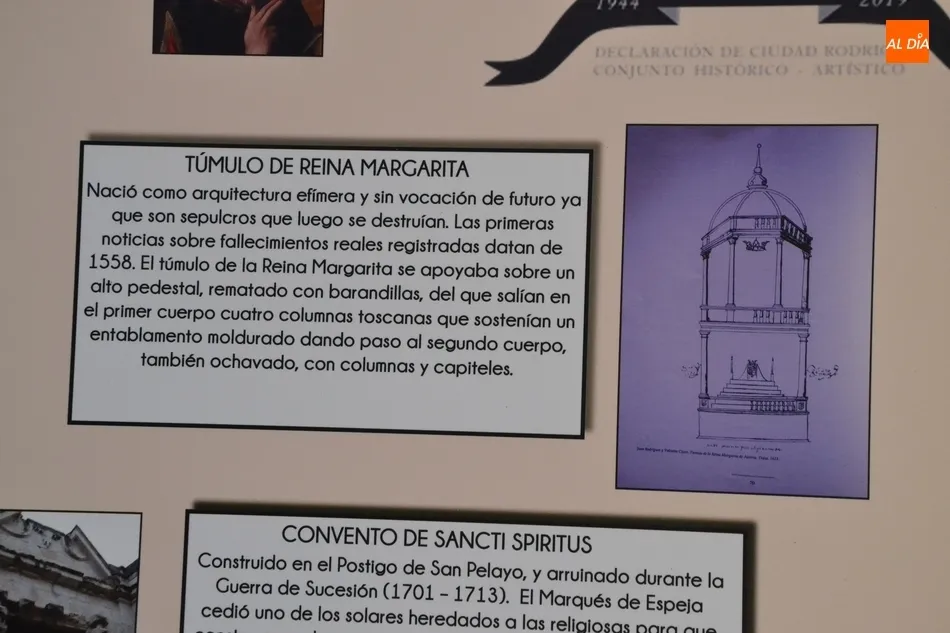 1944
2019
DECLARACIÓN DE CIUDAD
CONJUNTO HISTÓRICO - ARTÍSTICO
AL DÍA
TÚMULO DE REINA MARGARITA
Nació como arquitectura efímera y sin vocación de futuro ya
que son sepulcros que luego se destruían. Las primeras
noticias sobre fallecimientos reales registradas datan de
1558. El túmulo de la Reina Margarita se apoyaba sobre un
alto pedestal, rematado con barandillas, del que salían en
el primer cuerpo cuatro columnas toscanas que sostenían un
entablamento moldurado dando paso al segundo cuerpo,
también ochavado, con columnas y capiteles.
CONVENTO DE SANCTI SPIRITUS
Construido en el Postigo de San Pelayo, y arruinado durante la
Guerra de Sucesión (1701 - 1713). El Marqués de Espeja
cedió uno de los solares heredados a las religiosas para que